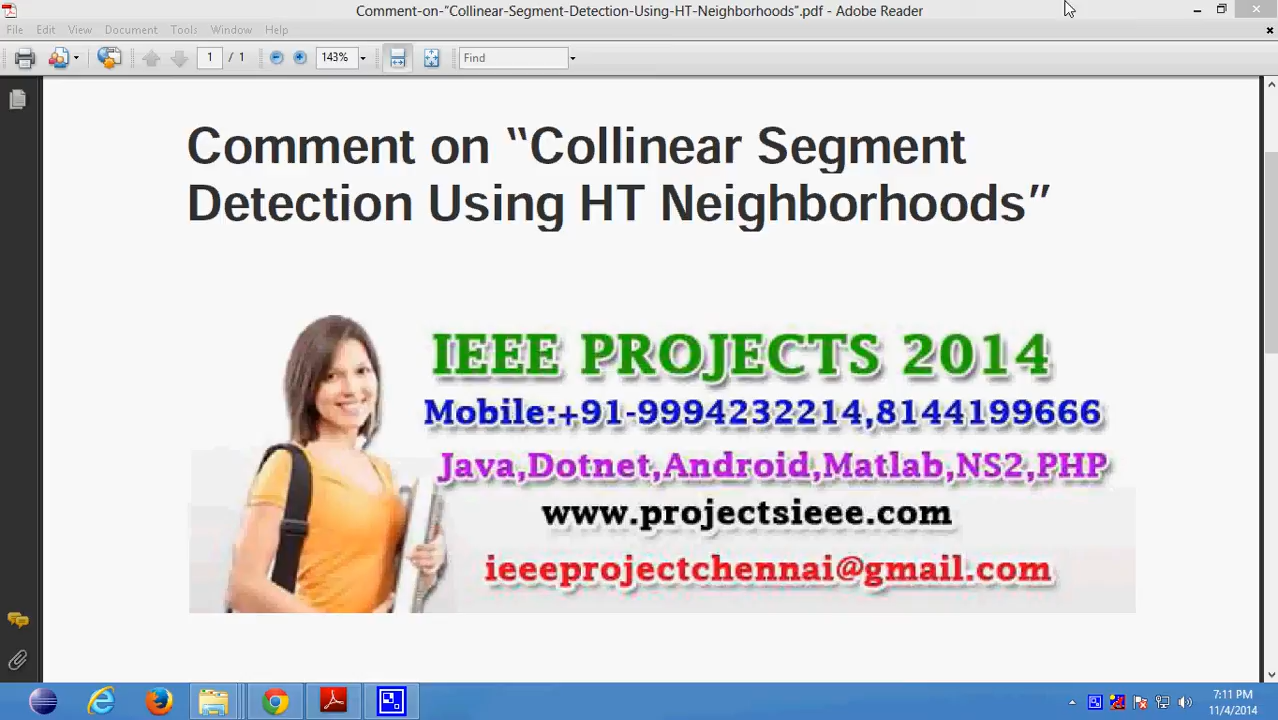 Comment-on-“Collinear-Segment-Detection-Using-HT-Neighborhoods”.pdf - Adobe Reader
File Edit View Document Tools Window Help
1 / 1 143% Find
Comment on “Collinear Segment
Detection Using HT Neighborhoods”
IEEE PROJECTS 2014
Mobile:+91-9994232214,8144199666
Java,Dotnet,Android,Matlab,NS2,PHP
www.projectsieee.com
ieeeprojectchennai@gmail.com
7:11 PM
11/4/2014